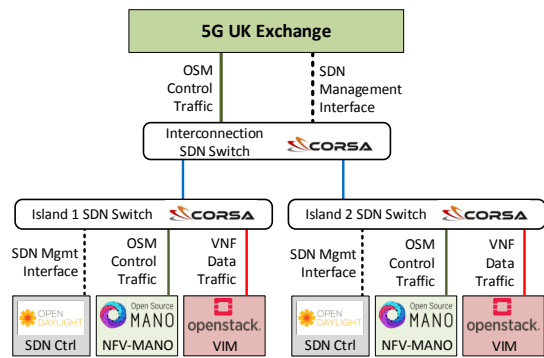 5G UK Exchange
OSM
Control
Traffic
SDN
Management
Interface
Interconnection
SDN Switch
CORSA
Island 1 SDN Switch
CORSA
Island 2 SDN Switch
CORSA
SDN Mgmt
Interface
OSM
Control
Traffic
VNF
Data
Traffic
SDN Mgmt
Interface
OSM
Control
Traffic
VNF
Data
Traffic
OPEN
DAYLIGHT
SDN Ctrl
Open Source
MANO
NFV-MANO
openstack.
VIM
OPEN
DAYLIGHT
SDN Ctrl
Open Source
MANO
NFV-MANO
openstack.
VIM